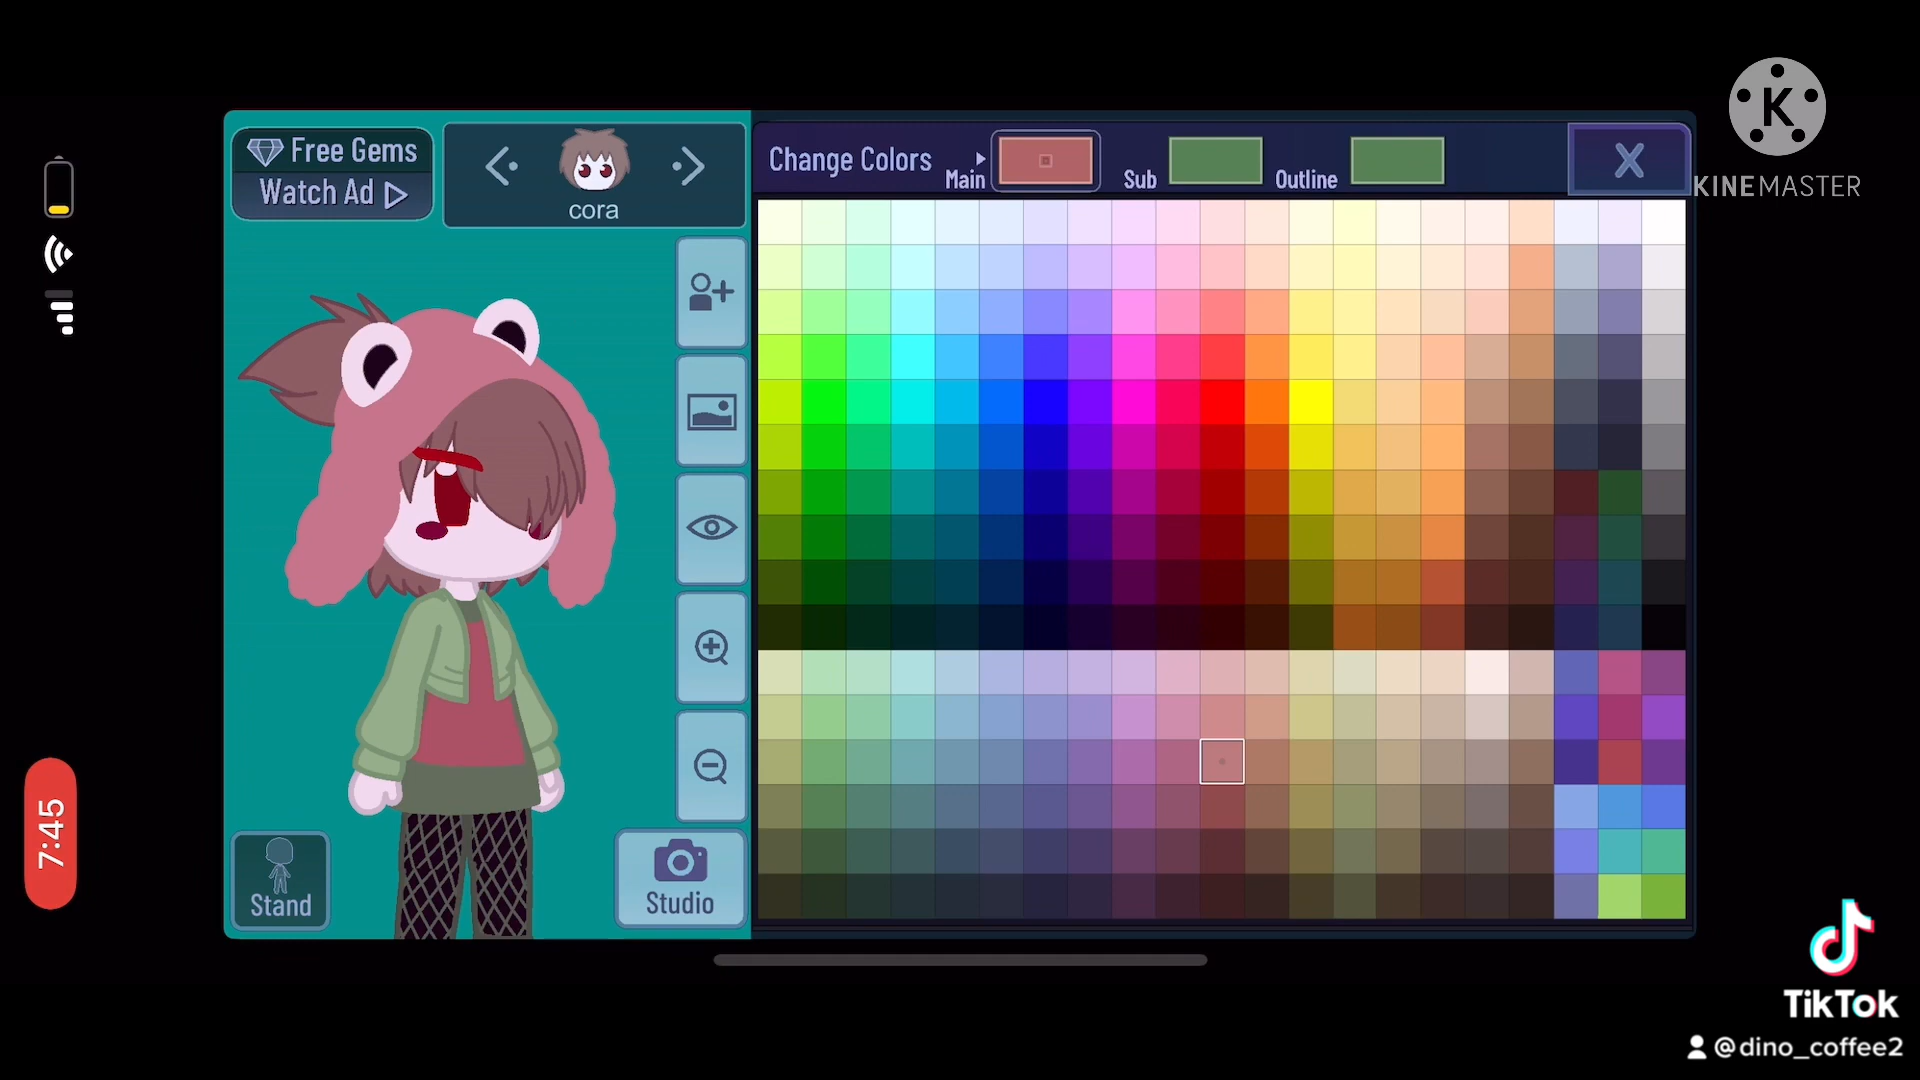 Free Gems
Watch Ad
cora
Change Colors
Main
Sub
Outline
X
K
KINEMASTER
7:45
Stand
Studio
TikTok
@dino_coffee2